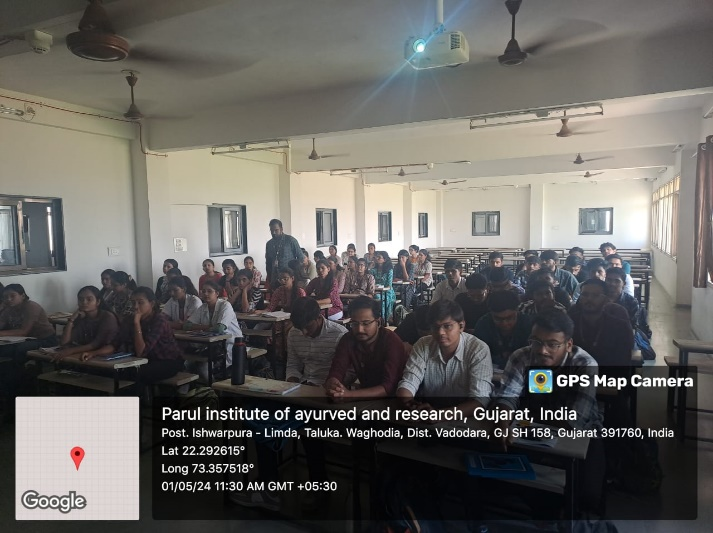 GPS Map Camera
Parul institute of ayurved and research, Gujarat, India
Post. Ishwarpura - Limda, Taluka. Waghodia, Dist. Vadodara, GJ SH 158, Gujarat 391760, India
Lat 22.292615°
Long 73.357518°
01/05/24 11:30 AM GMT +05:30
Google